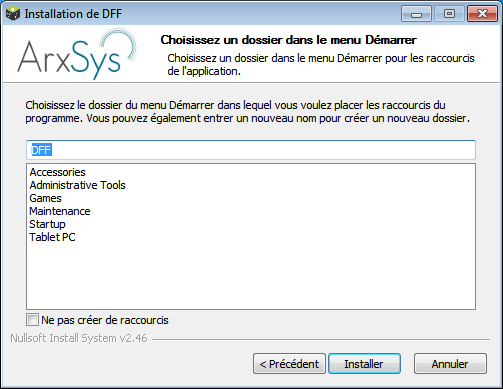 Installation de DFF
ArxSys
Choisissez un dossier dans le menu Démarrer
Choisissez un dossier dans le menu Démarrer pour les raccourcis
de l'application.
Choisissez le dossier du menu Démarrer dans lequel vous voulez placer les raccourcis du
programme. Vous pouvez également entrer un nouveau nom pour créer un nouveau dossier.
DFF
Accessories
Administrative Tools
Games
Maintenance
Startup
Tablet PC
Ne pas créer de raccourcis
Nullsoft Install System v2.46
< Précédent Installer Annuler